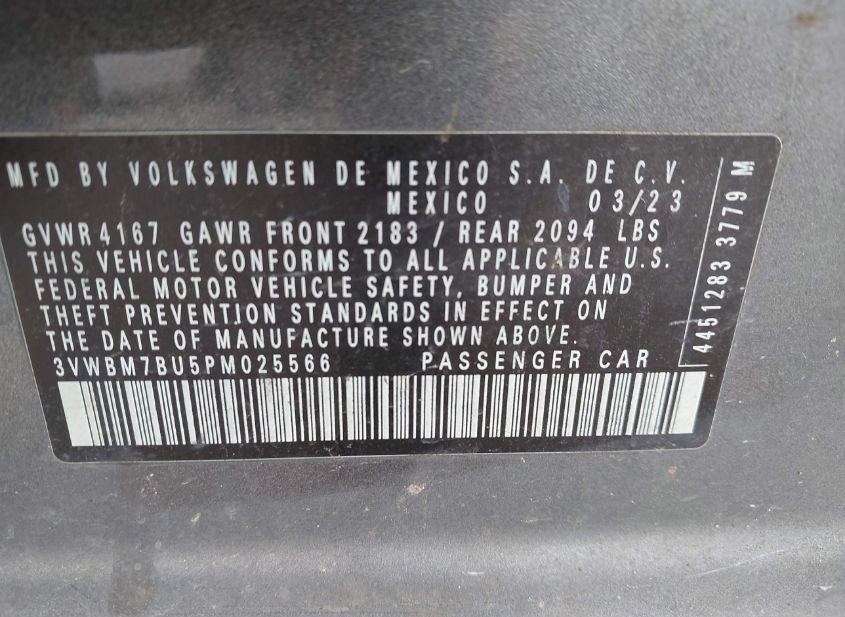 MFD BY VOLKSWAGEN DE MEXICO S.A. DE C.V.
MEXICO 03/23
GVWR 4167 GAWR FRONT 2183 / REAR 2094 LBS
THIS VEHICLE CONFORMS TO ALL APPLICABLE U.S.
FEDERAL MOTOR VEHICLE SAFETY, BUMPER AND
THEFT PREVENTION STANDARDS IN EFFECT ON
THE DATE OF MANUFACTURE SHOWN ABOVE.
3VWBM7BU5PM025566 PASSENGER CAR
4451283 3779 M